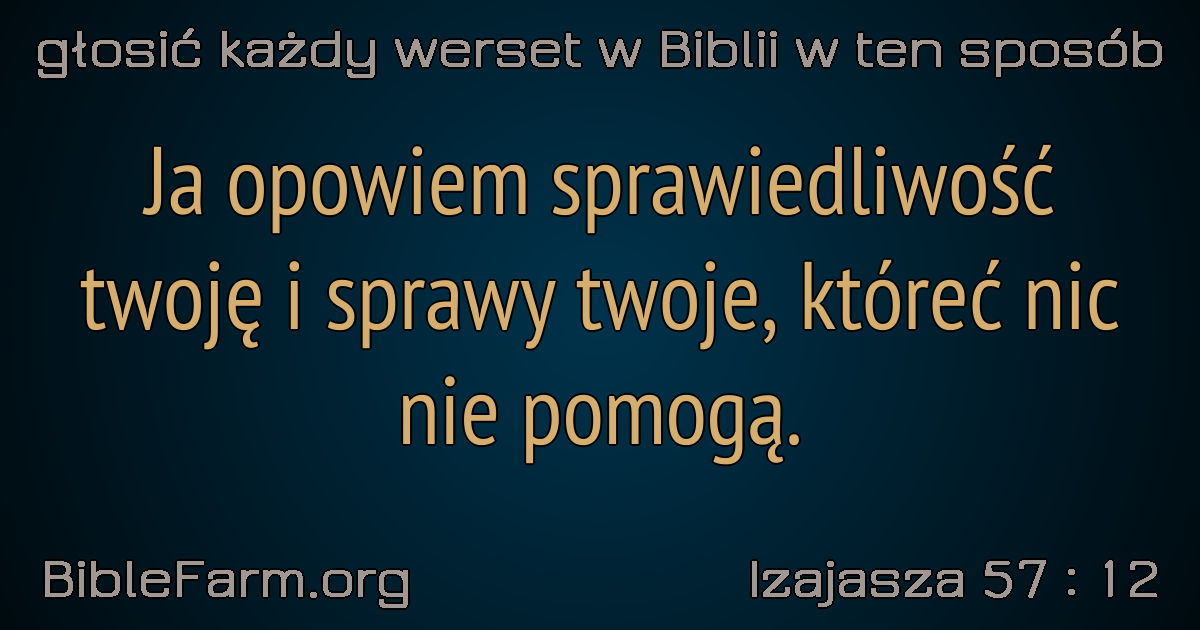 głosić każdy werset w Biblii w ten sposób
Ja opowiem sprawiedliwość
twoję i sprawy twoje, któreć nic
nie pomogą.
BibleFarm.org
Izajasza 57 : 12